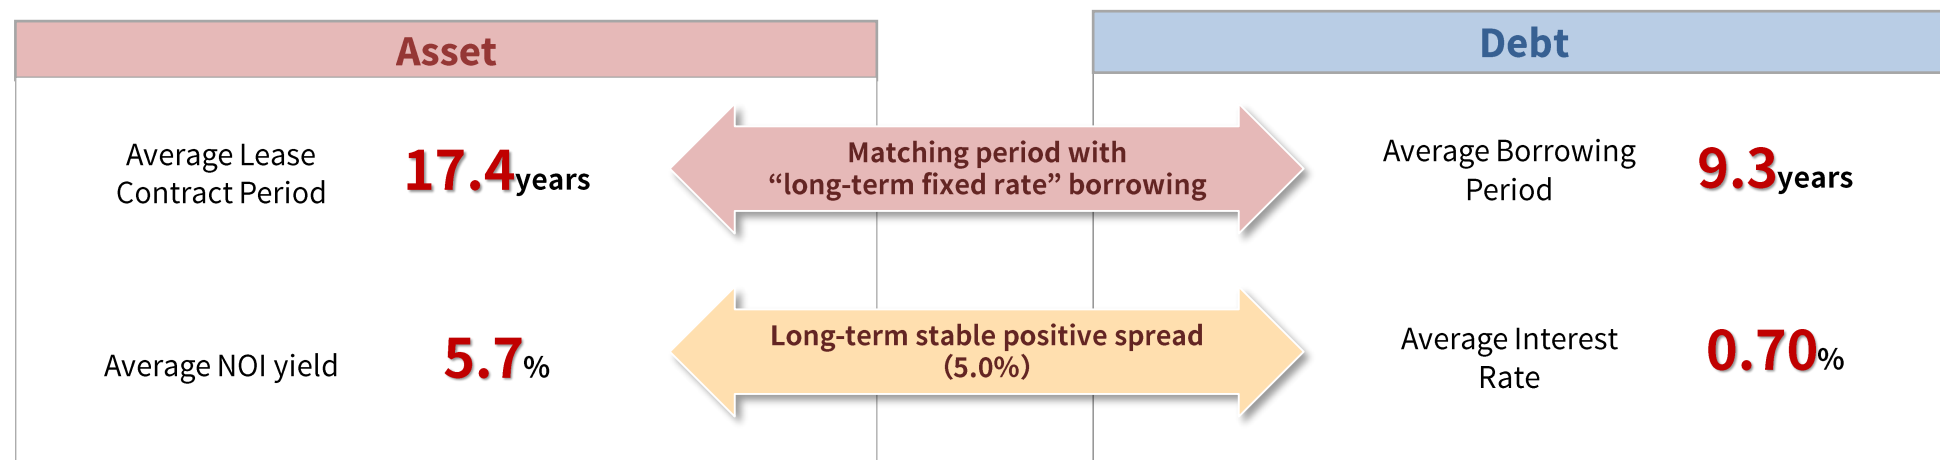 Asset
Debt
Average Lease
Contract Period
17.4years
Matching period with
“long-term fixed rate” borrowing
Average Borrowing
Period
9.3years
Average NOI yield
5.7%
Long-term stable positive spread
(5.0%)
Average Interest
Rate
0.70%